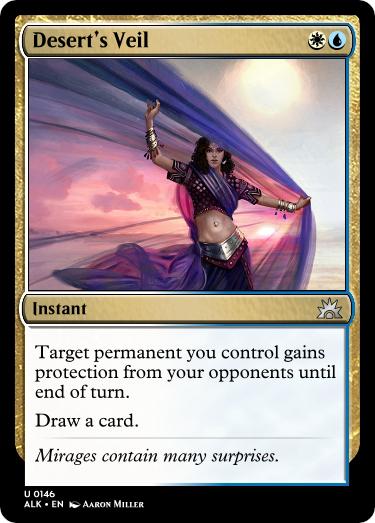 Desert's Veil
Instant
Target permanent you control gains
protection from your opponents until
end of turn.
Draw a card.
Mirages contain many surprises.
U 0146
ALK • EN Aaron Miller